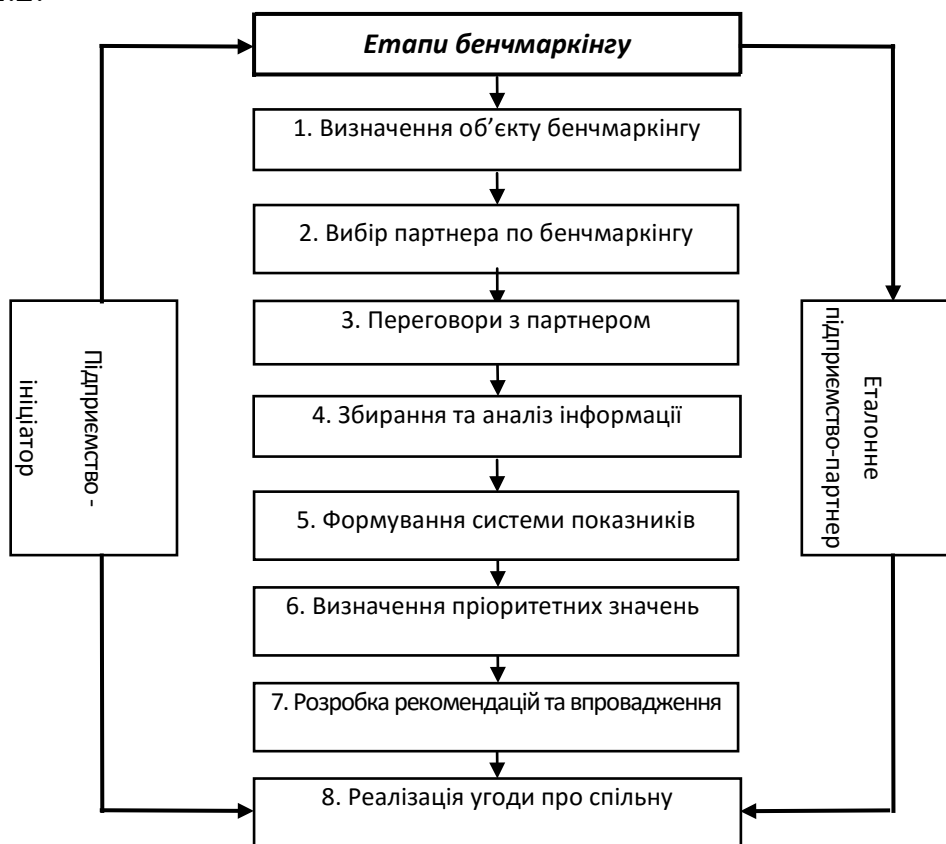 Етапи бенчмаркінгу
1. Визначення об’єкту бенчмаркінгу
2. Вибір партнера по бенчмаркінгу
3. Переговори з партнером
4. Збирання та аналіз інформації
5. Формування системи показників
6. Визначення пріоритетних значень
7. Розробка рекомендацій та впровадження
8. Реалізація угоди про спільну
Підприємство -
ініціатор
Еталонне
підприємство-партнер